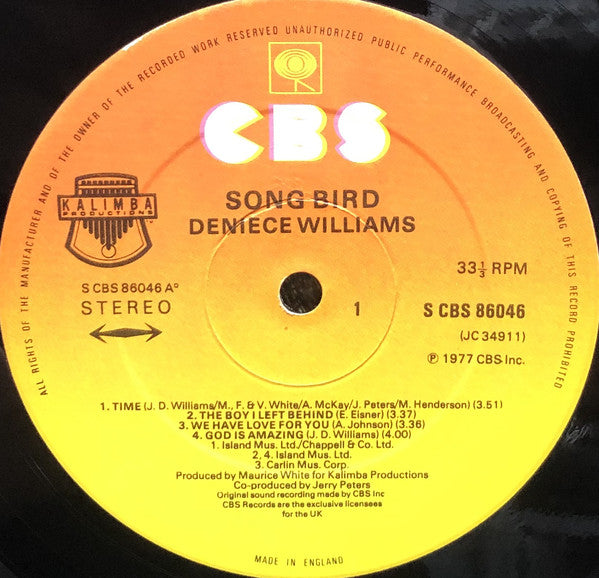 ALL RIGHTS OF THE MANUFACTURER AND OF THE OWNER OF THE RECORDED WORK RESERVED UNAUTHORIZED PUBLIC PERFORMANCE BROADCASTING AND COPYING OF THIS RECORD PROHIBITED
CBS
SONG BIRD
DENIECE WILLIAMS
KALIMBA
PRODUCTIONS
33⅓ RPM
S CBS 86046 Aº
STEREO
1
S CBS 86046
(JC 34911)
℗ 1977 CBS Inc.
1. TIME (J. D. Williams/M., F. & V. White/A. McKay/J. Peters/M. Henderson) (3.51)
2. THE BOY I LEFT BEHIND (E. Eisner) (3.37)
3. WE HAVE LOVE FOR YOU (A. Johnson) (3.36)
4. GOD IS AMAZING (J. D. Williams) (4.00)
1. Island Mus. Ltd./Chappell & Co. Ltd.
2, 4. Island Mus. Ltd.
3. Carlin Mus. Corp.
Produced by Maurice White for Kalimba Productions
Co-produced by Jerry Peters
Original sound recording made by CBS Inc
CBS Records are the exclusive licensees
for the UK
MADE IN ENGLAND